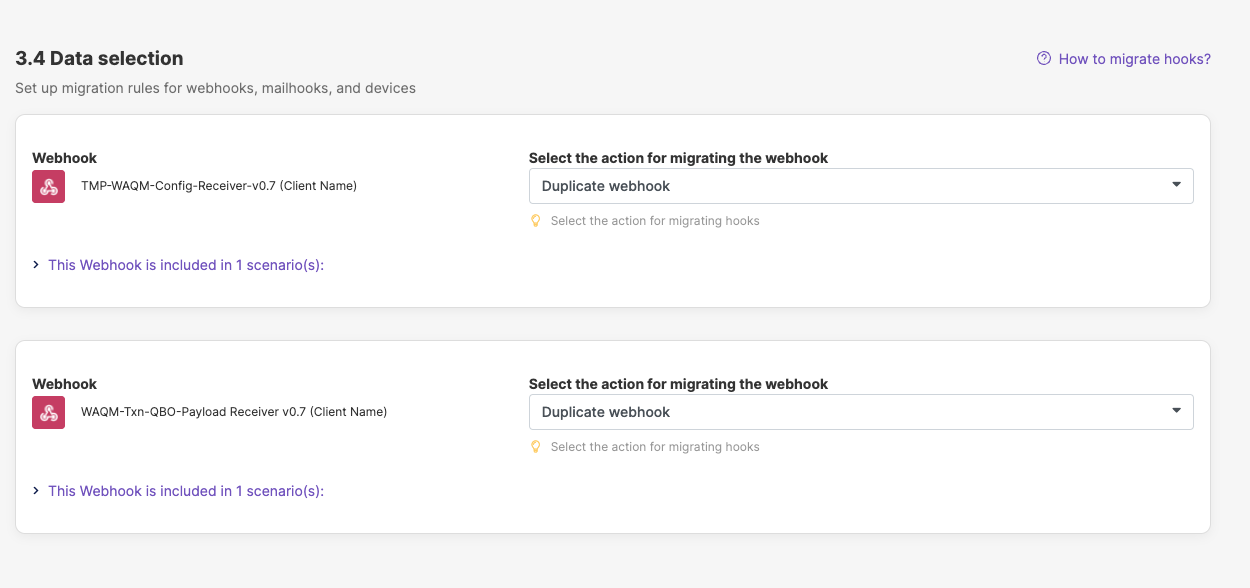 3.4 Data selection
How to migrate hooks?
Set up migration rules for webhooks, mailhooks, and devices
Webhook
Select the action for migrating the webhook
TMP-WAQM-Config-Receiver-v0.7 (Client Name)
Duplicate webhook
Select the action for migrating hooks
This Webhook is included in 1 scenario(s):
Webhook
Select the action for migrating the webhook
WAQM-Txn-QBO-Payload Receiver v0.7 (Client Name)
Duplicate webhook
Select the action for migrating hooks
This Webhook is included in 1 scenario(s):